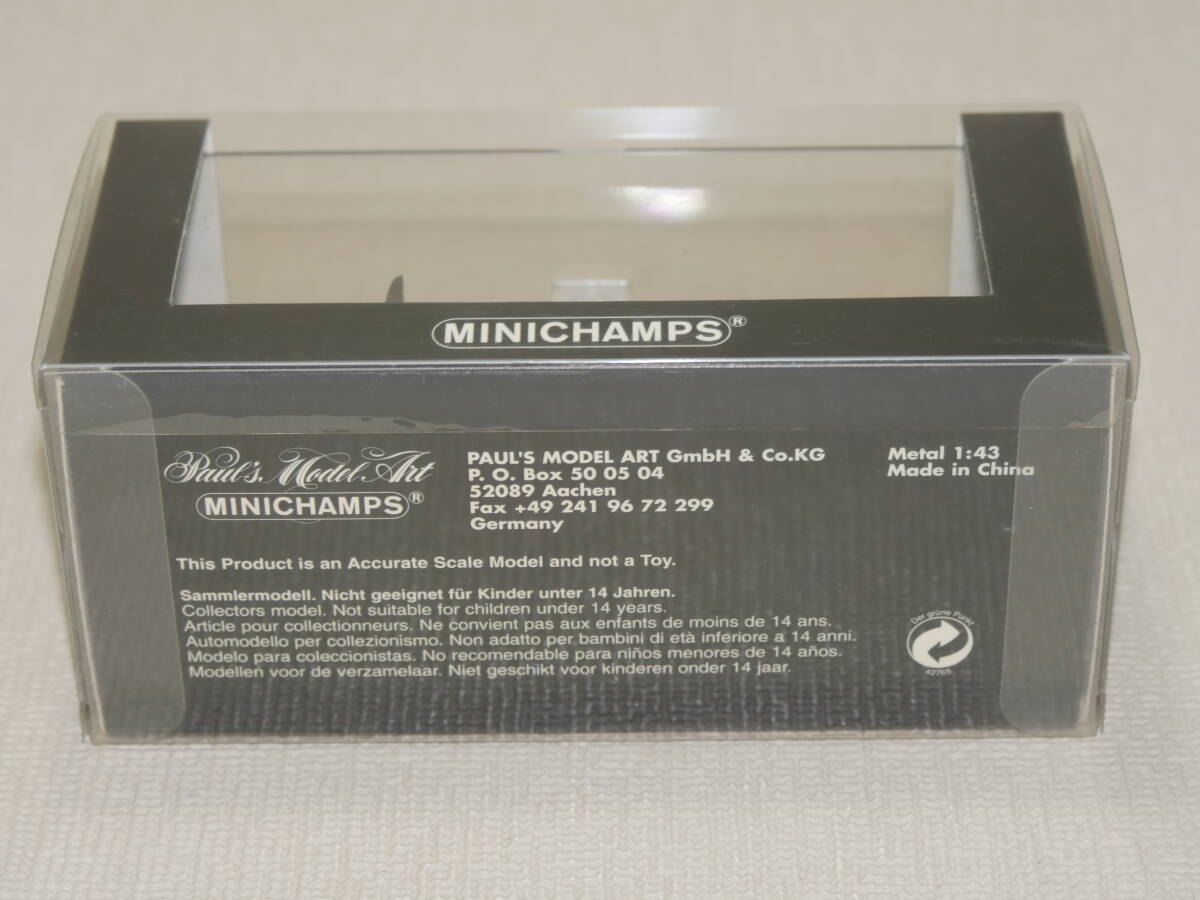 MINICHAMPS®
Paul's Model Art
MINICHAMPS®
PAUL'S MODEL ART GmbH & Co.KG
P. O. Box 50 05 04
52089 Aachen
Fax +49 241 96 72 299
Germany
Metal 1:43
Made in China
This Product is an Accurate Scale Model and not a Toy.
Sammlermodell. Nicht geeignet für Kinder unter 14 Jahren.
Collectors model. Not suitable for children under 14 years.
Article pour collectionneurs. Ne convient pas aux enfants de moins de 14 ans.
Automodello per collezionismo. Non adatto per bambini di età inferiore a 14 anni.
Modelo para coleccionistas. No recomendable para niños menores de 14 años.
Modellen voor de verzamelaar. Niet geschikt voor kinderen onder 14 jaar.
Der grüne Punkt